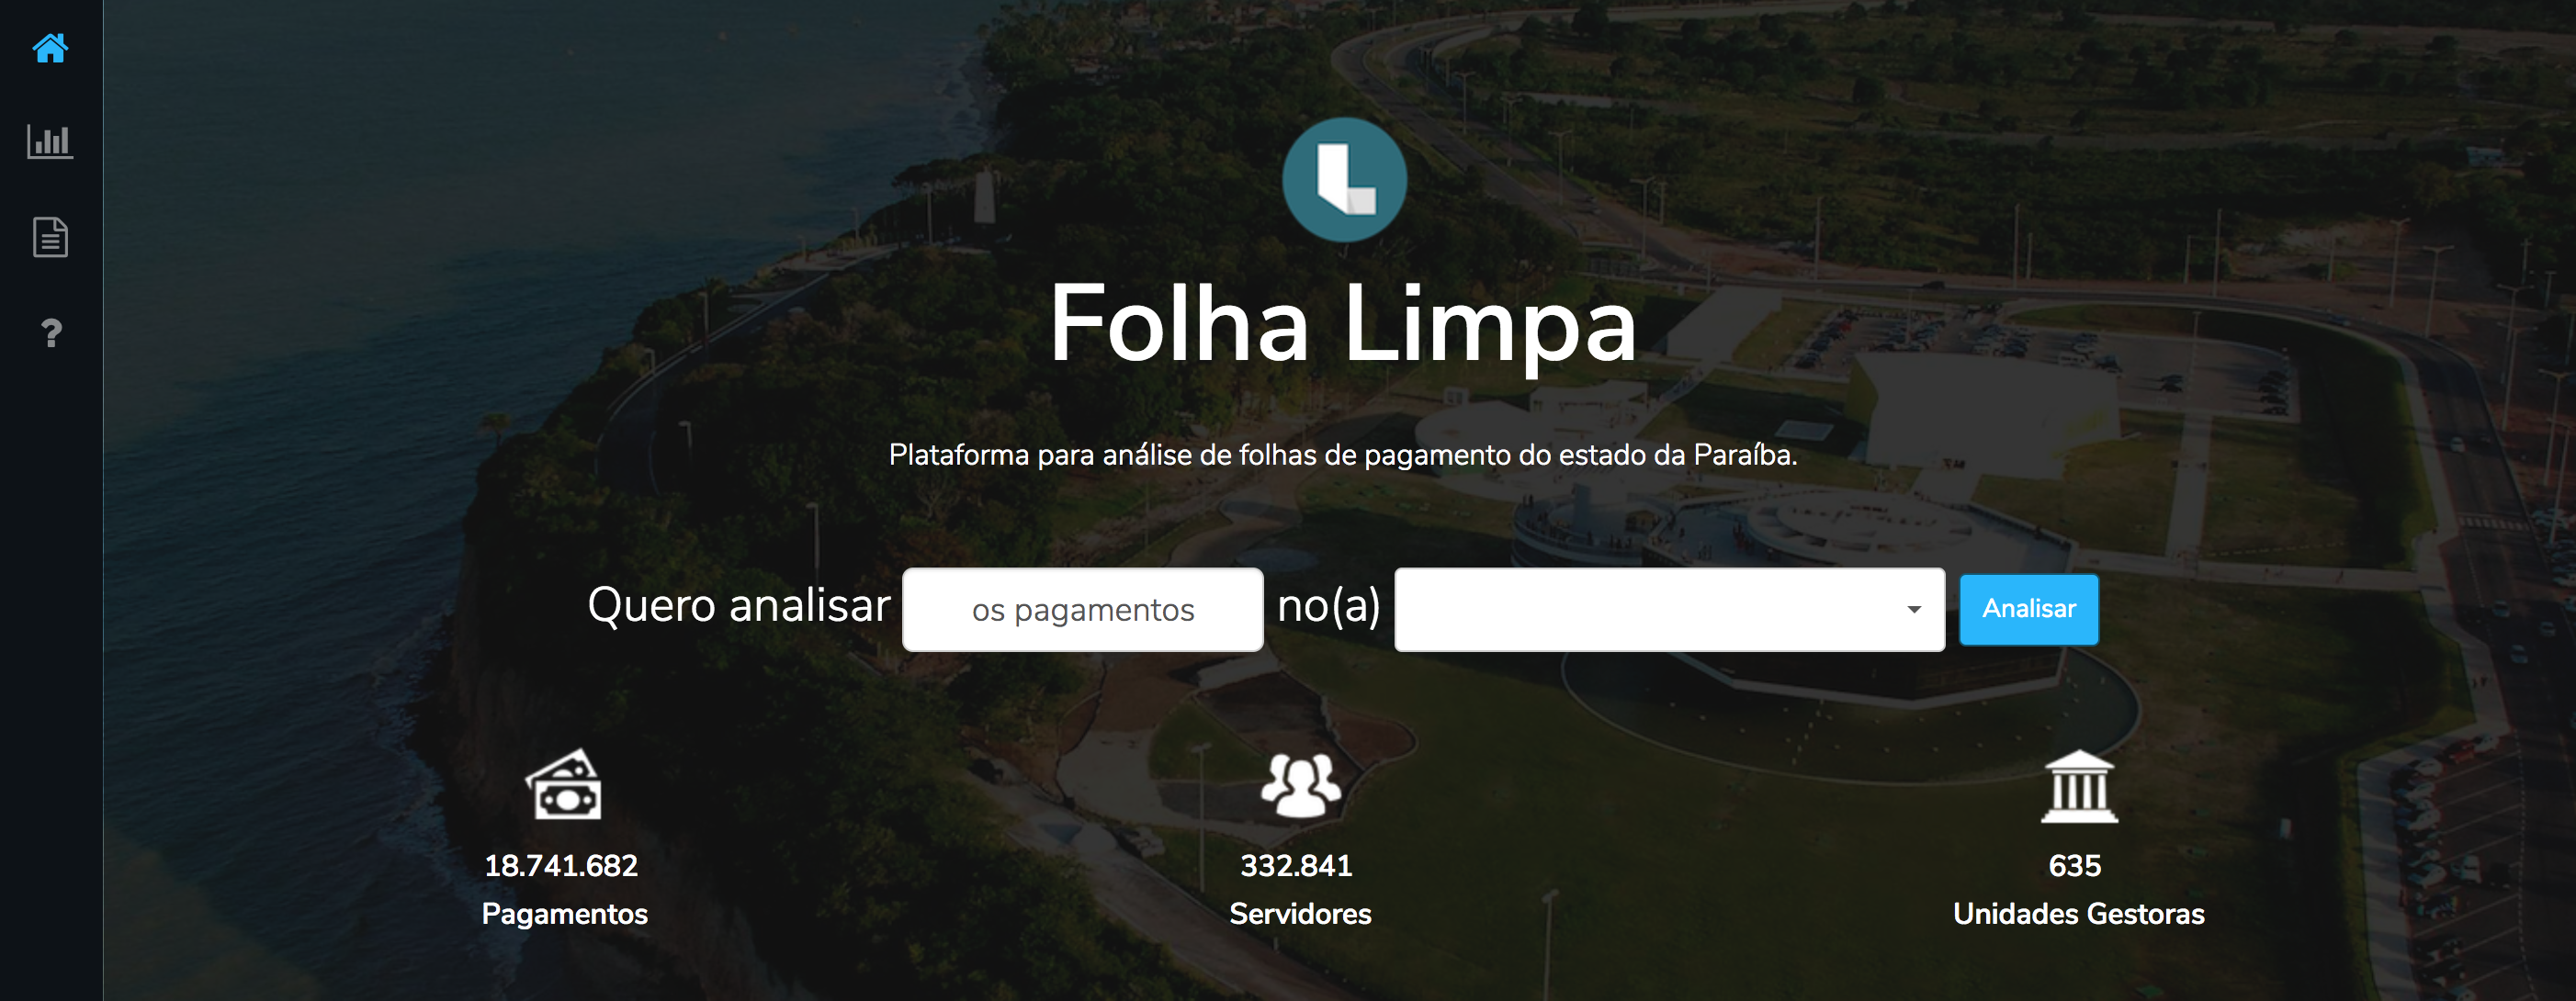 Folha Limpa
Plataforma para análise de folhas de pagamento do estado da Paraíba.
Quero analisar os pagamentos no(a) Analisar
18.741.682
Pagamentos
332.841
Servidores
635
Unidades Gestoras